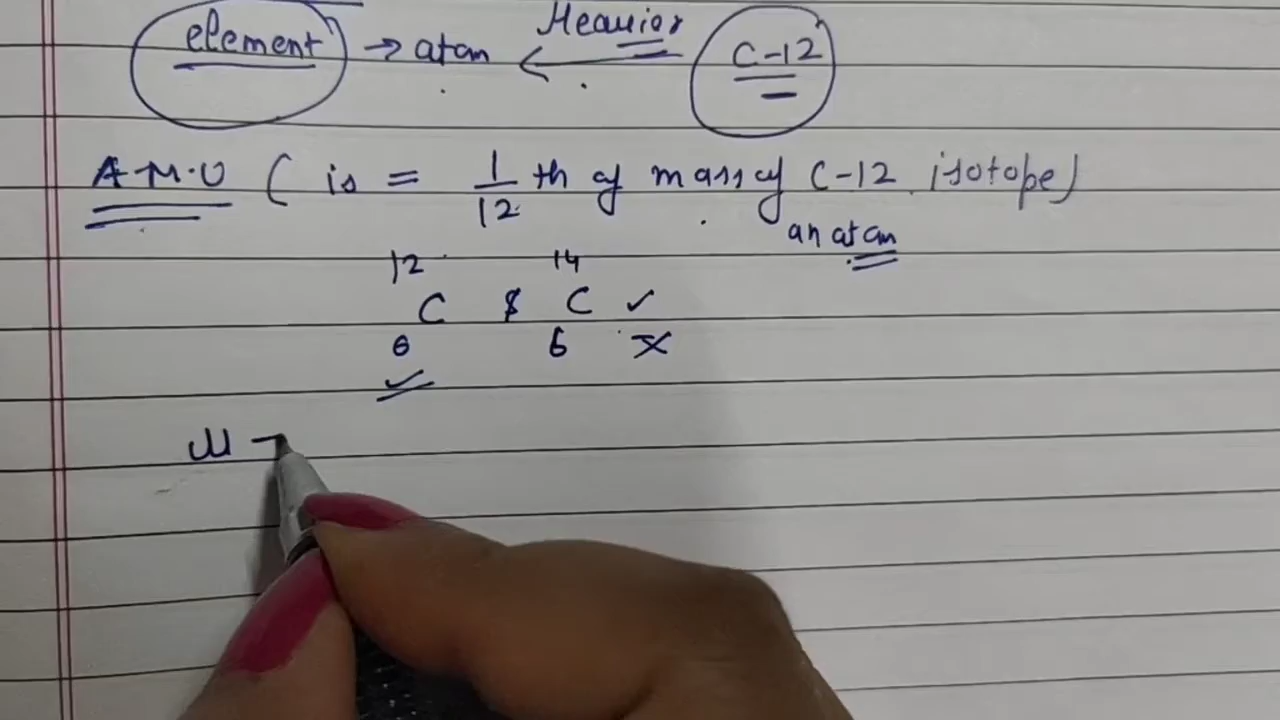 element → atom ← Heavier C-12
A.M.U ( is = 1/12 th of mass of C-12 isotope)
an atom
12 14
C $ C ✓
6 6 ✗
✓